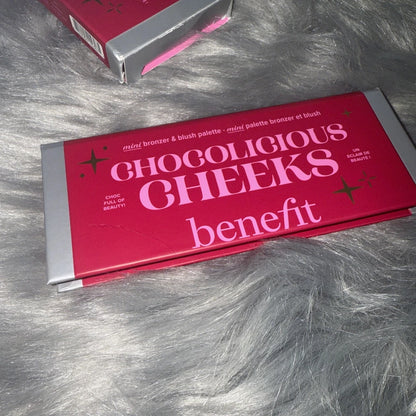 mini bronzer & blush palette · mini palette bronzer et blush
CHOCOLICIOUS
CHEEKS
CHOC
FULL OF
BEAUTY!
UN
ÉCLAIR DE
BEAUTÉ !
benefit